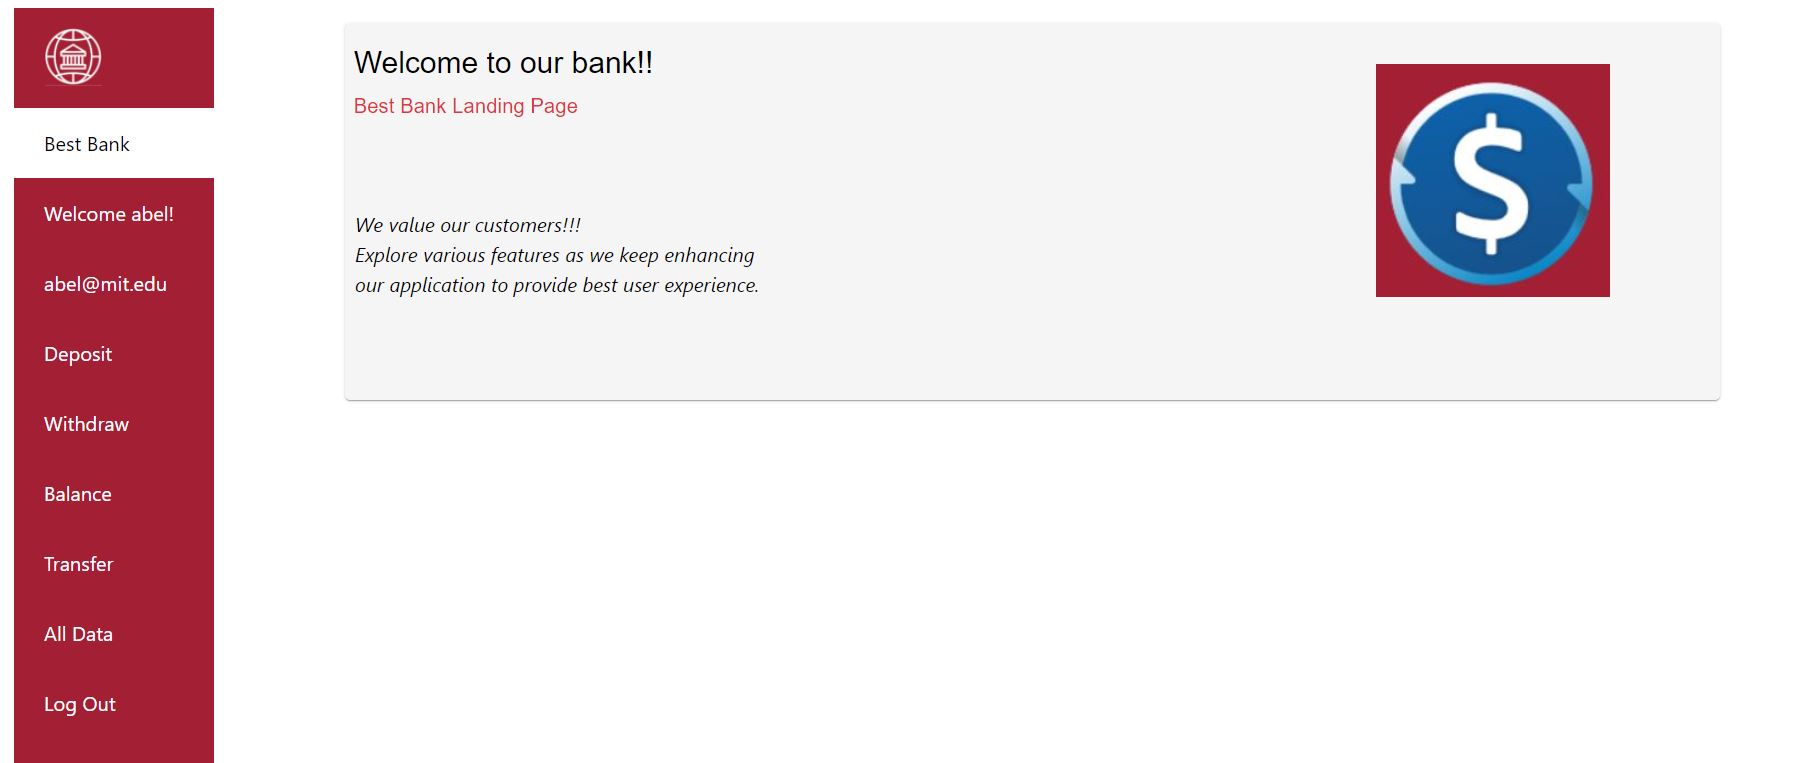 Best Bank
Welcome abel!
abel@mit.edu
Deposit
Withdraw
Balance
Transfer
All Data
Log Out
Welcome to our bank!!
Best Bank Landing Page
We value our customers!!!
Explore various features as we keep enhancing
our application to provide best user experience.
$